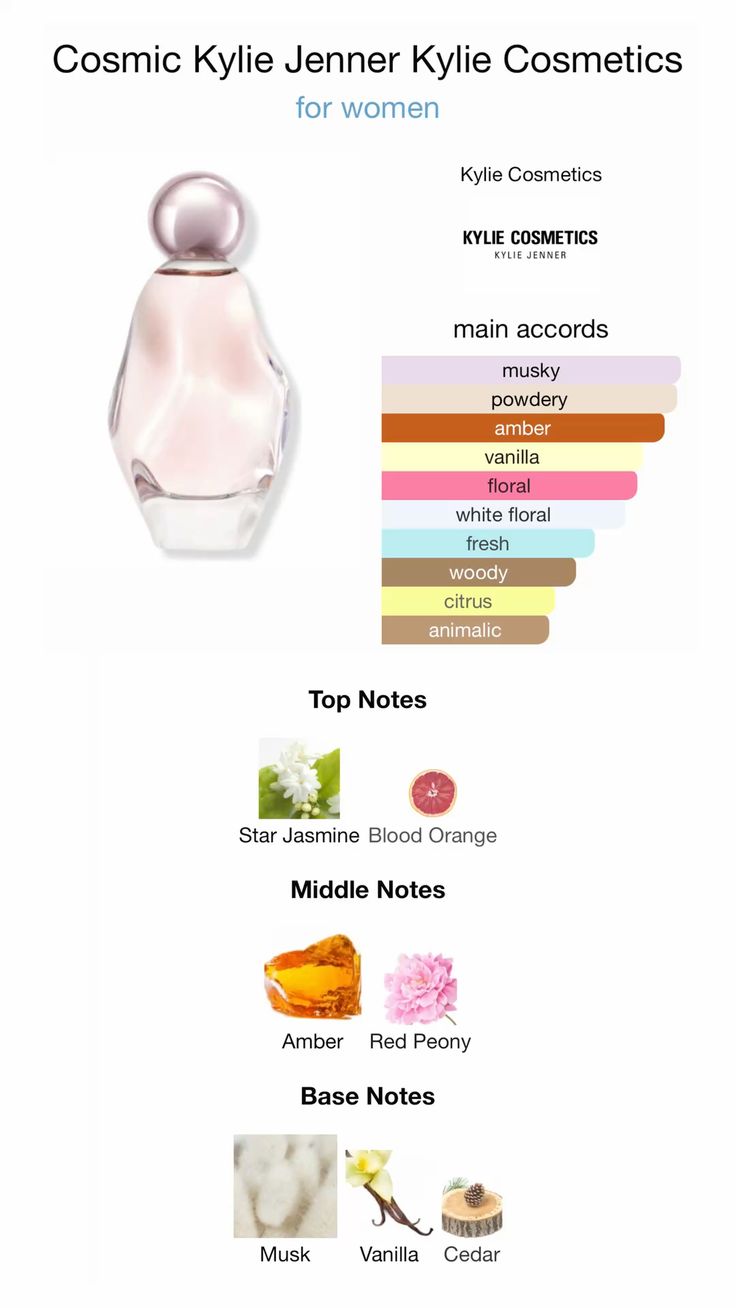 Cosmic Kylie Jenner Kylie Cosmetics
for women
Kylie Cosmetics
KYLIE COSMETICS
KYLIE JENNER
main accords
musky
powdery
amber
vanilla
floral
white floral
fresh
woody
citrus
animalic
Top Notes
Star Jasmine Blood Orange
Middle Notes
Amber Red Peony
Base Notes
Musk Vanilla Cedar